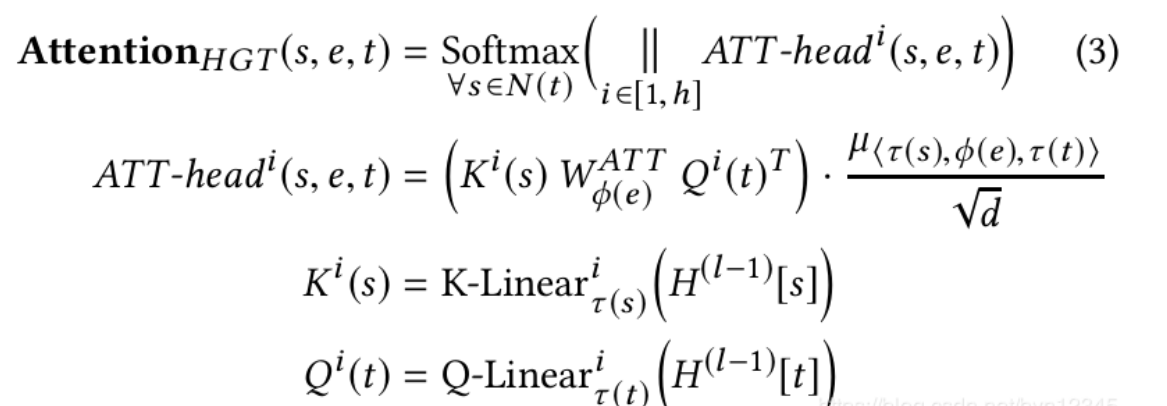 Attention_{HGT}(s, e, t) = Softmax_{∀s∈N(t)} ( ∥_{i∈[1,h]} ATT-head^i(s, e, t) ) (3)
ATT-head^i(s, e, t) = ( K^i(s) W^{ATT}_{ϕ(e)} Q^i(t)^T ) · μ_{⟨τ(s),ϕ(e),τ(t)⟩} / √d
K^i(s) = K-Linear^i_{τ(s)} ( H^{(l−1)}[s] )
Q^i(t) = Q-Linear^i_{τ(t)} ( H^{(l−1)}[t] )